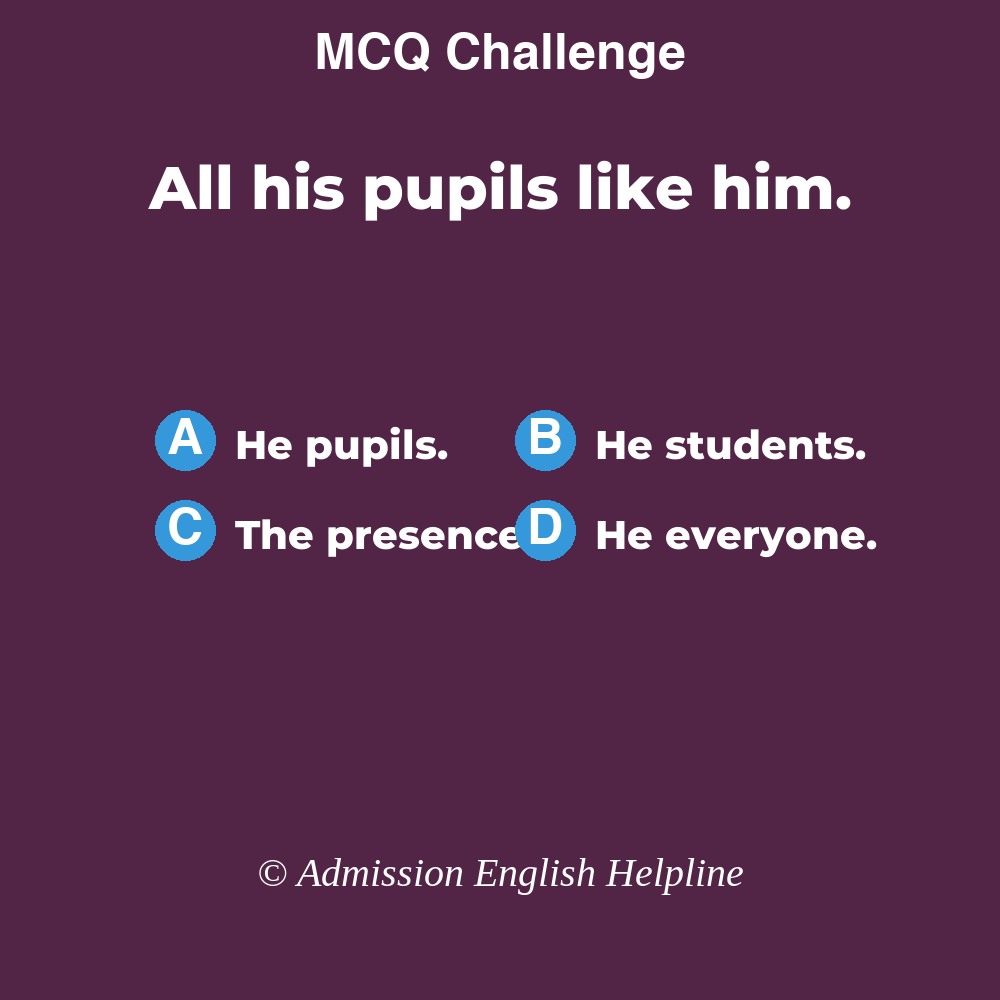 MCQ Challenge
All his pupils like him.
A He pupils. B He students.
C The presence D He everyone.
© Admission English Helpline